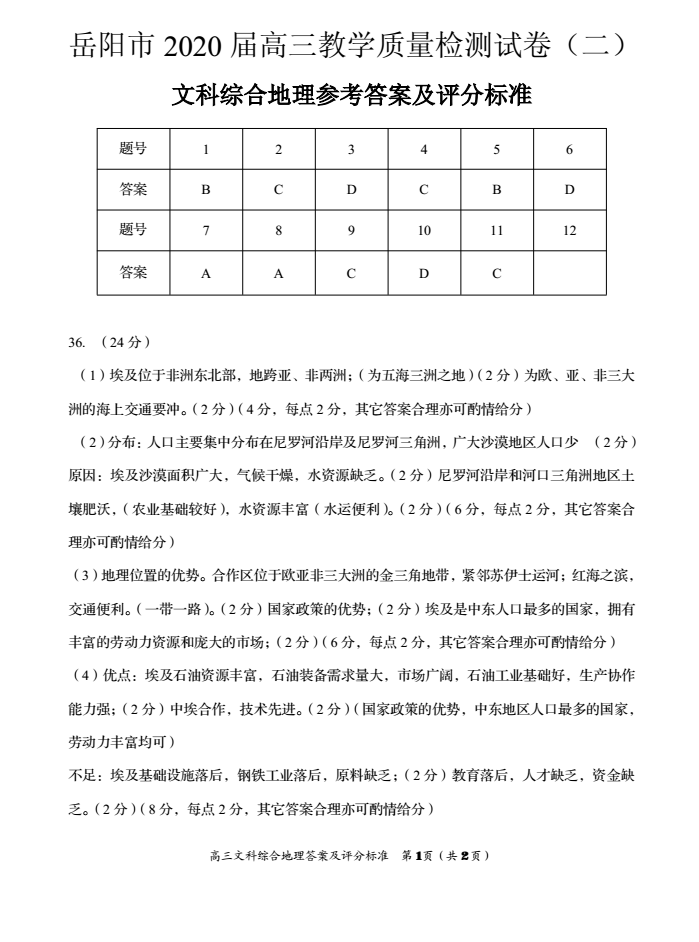 岳阳市 2020 届高三教学质量检测试卷（二）
文科综合地理参考答案及评分标准
题号 1 2 3 4 5 6
答案 B C D C B D
题号 7 8 9 10 11 12
答案 A A C D C
36. （24 分）
（1）埃及位于非洲东北部，地跨亚、非两洲；（为五海三洲之地）（2 分）为欧、亚、非三大
洲的海上交通要冲。（2 分）（4 分，每点 2 分，其它答案合理亦可酌情给分）
（2）分布：人口主要集中分布在尼罗河沿岸及尼罗河三角洲，广大沙漠地区人口少 （2 分）
原因：埃及沙漠面积广大，气候干燥，水资源缺乏。（2 分）尼罗河沿岸和河口三角洲地区土
壤肥沃，（农业基础较好），水资源丰富（水运便利）。（2 分）（6 分，每点 2 分，其它答案合
理亦可酌情给分）
（3）地理位置的优势。合作区位于欧亚非三大洲的金三角地带，紧邻苏伊士运河；红海之滨，
交通便利。（一带一路）。（2 分）国家政策的优势；（2 分）埃及是中东人口最多的国家，拥有
丰富的劳动力资源和庞大的市场；（2 分）（6 分，每点 2 分，其它答案合理亦可酌情给分）
（4）优点：埃及石油资源丰富，石油装备需求量大，市场广阔，石油工业基础好，生产协作
能力强；（2 分）中埃合作，技术先进。（2 分）（国家政策的优势，中东地区人口最多的国家，
劳动力丰富均可）
不足：埃及基础设施落后，钢铁工业落后，原料缺乏；（2 分）教育落后，人才缺乏，资金缺
乏。（2 分）（8 分，每点 2 分，其它答案合理亦可酌情给分）
高三文科综合地理答案及评分标准 第 1页（共 2页）